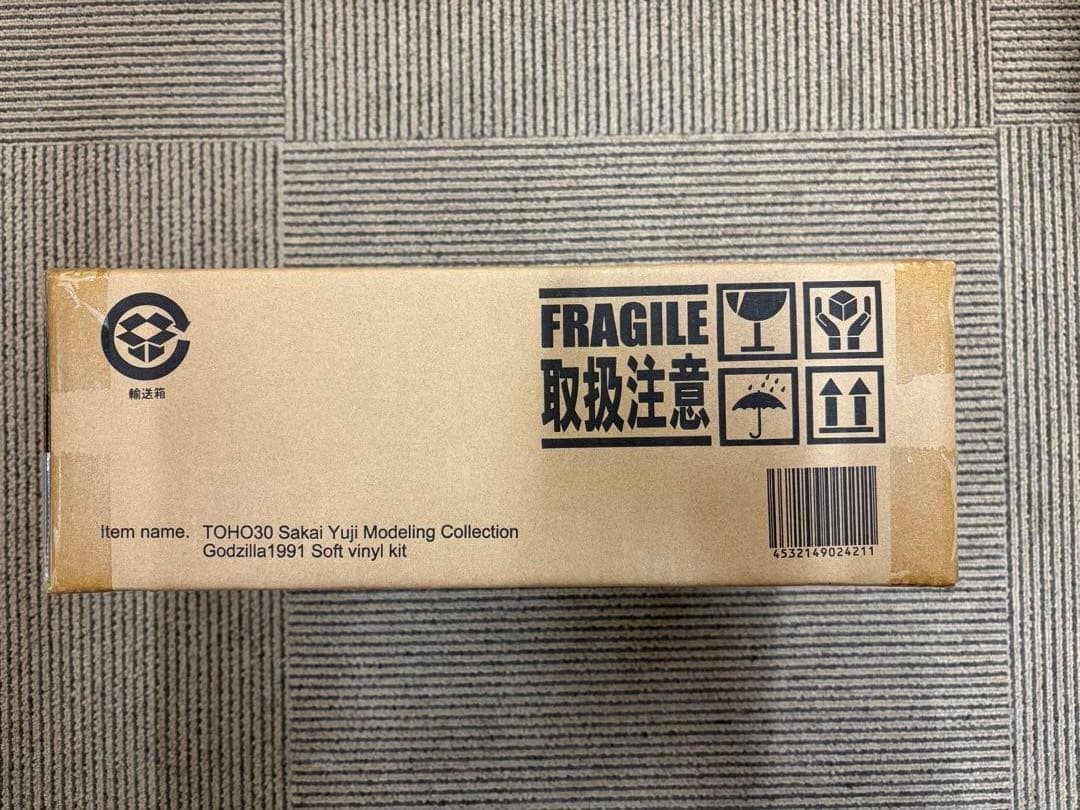 輸送箱
FRAGILE
取扱注意
Item name. TOHO30 Sakai Yuji Modeling Collection
Godzilla1991 Soft vinyl kit
4532149024211